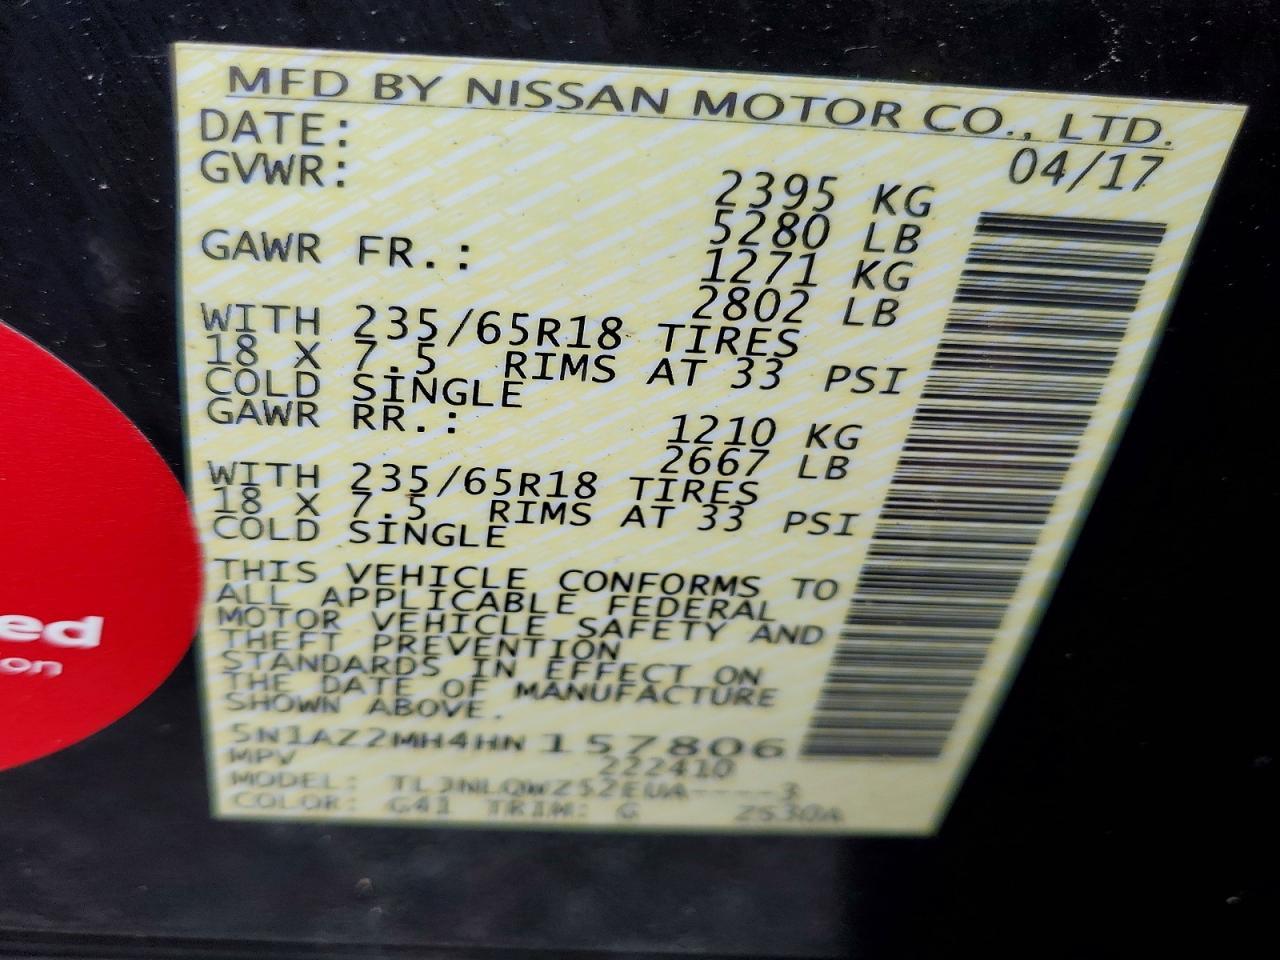 MFD BY NISSAN MOTOR CO., LTD.
DATE: 04/17
GVWR: 2395 KG
5280 LB
GAWR FR.: 1271 KG
2802 LB
WITH 235/65R18 TIRES
18 X 7.5 RIMS AT 33 PSI
COLD SINGLE
GAWR RR.: 1210 KG
2667 LB
WITH 235/65R18 TIRES
18 X 7.5 RIMS AT 33 PSI
COLD SINGLE
THIS VEHICLE CONFORMS TO
ALL APPLICABLE FEDERAL
MOTOR VEHICLE SAFETY AND
THEFT PREVENTION
STANDARDS IN EFFECT ON
THE DATE OF MANUFACTURE
SHOWN ABOVE.
5N1AZ2MH4HN157806
MPV 222410
MODEL:
COLOR: G41 TRIM: G
ed
on